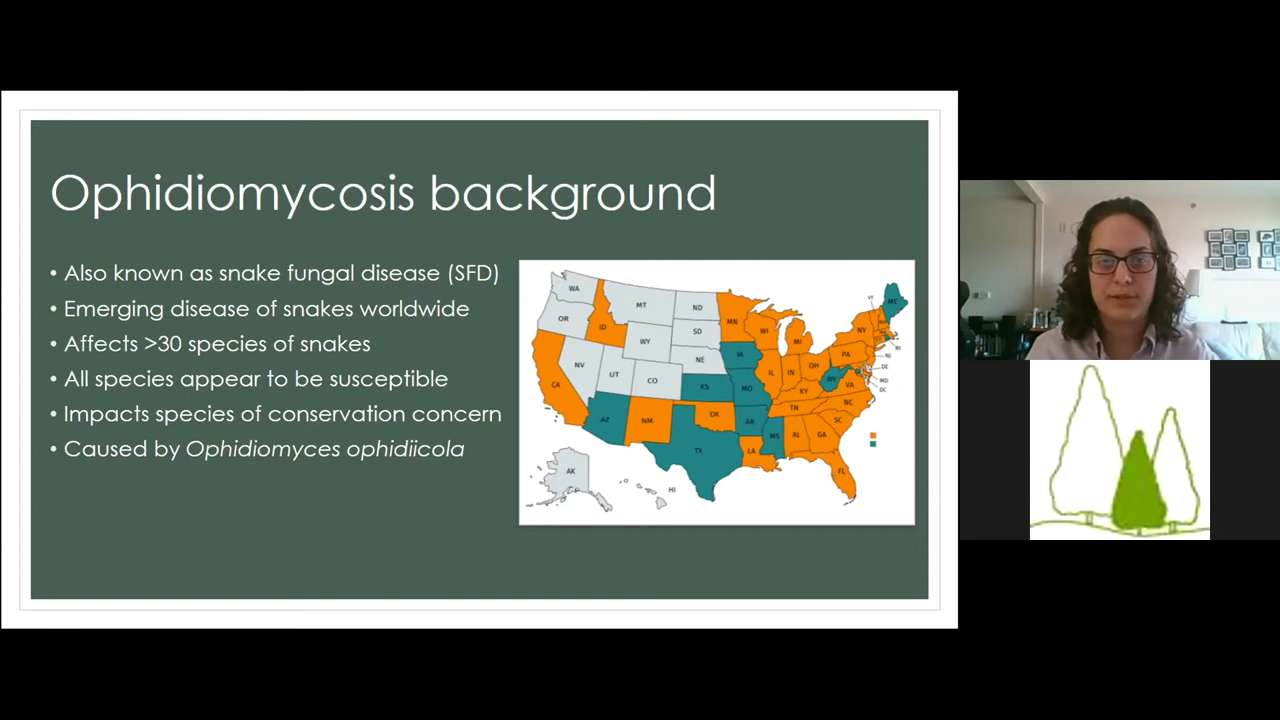 Ophidiomycosis background
• Also known as snake fungal disease (SFD)
• Emerging disease of snakes worldwide
• Affects >30 species of snakes
• All species appear to be susceptible
• Impacts species of conservation concern
• Caused by Ophidiomyces ophidiicola
WA
OR
CA
ID
NV
MT
WY
UT
AZ
CO
NM
ND
SD
NE
KS
OK
TX
MN
IA
MO
AR
LA
WI
IL
MS
MI
IN
KY
TN
AL
OH
WV
GA
FL
SC
NC
VA
PA
NY
VT
ME
RI
NJ
DE
MD
DC
AK
HI